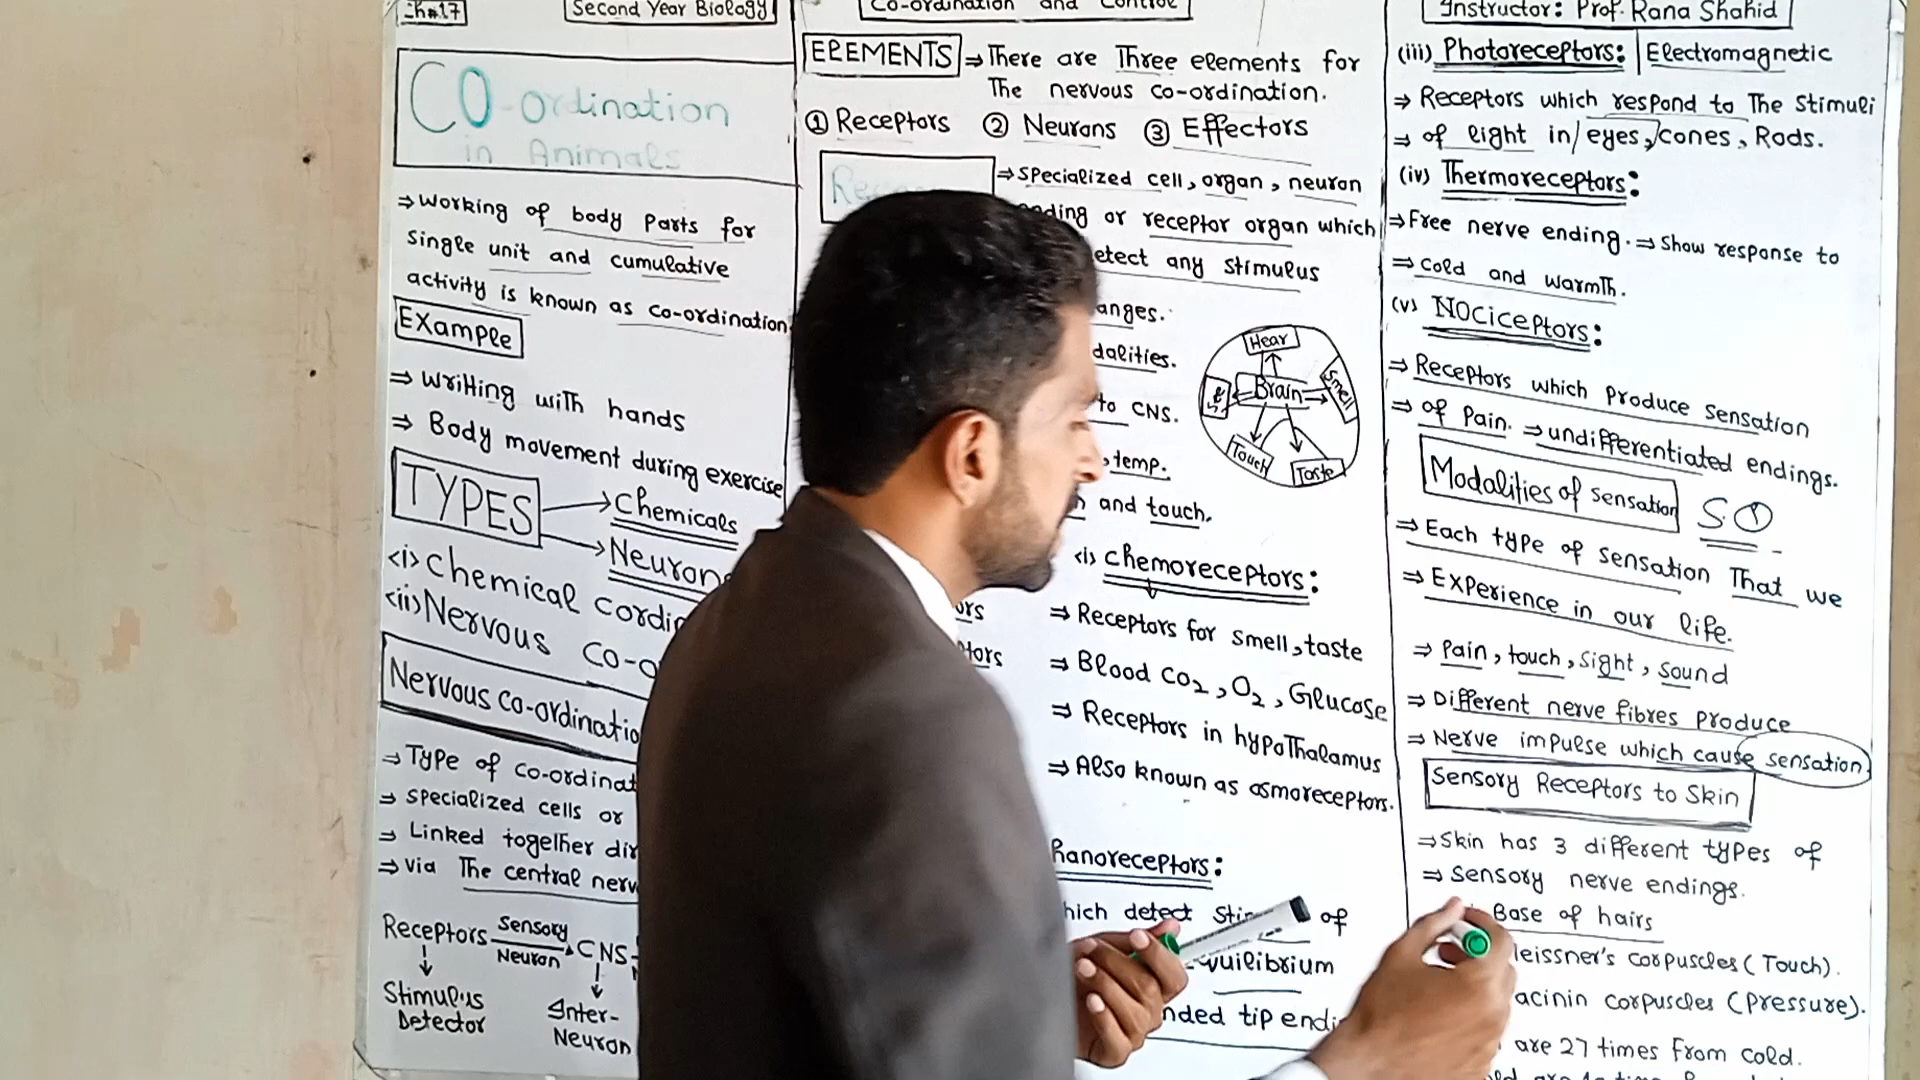 Ch#17
Second Year Biology
Co-ordination and Control
Instructor: Prof. Rana Shahid
CO-ordination
in Animals
⇒ Working of body parts for
single unit and cumulative
activity is known as co-ordination
Example
⇒ Writting with hands
⇒ Body movement during exercise
TYPES
→ Chemicals
→ Neurons
<i> Chemical
<ii> Nervous
Nervous co-ordination
⇒ Type of
⇒ specialized cells or
⇒ Linked together
⇒ via The central
Receptors Sensory Neuron CNS
Stimulus Detector
Inter-Neuron
ELEMENTS ⇒ There are Three elements for
The nervous co-ordination.
① Receptors ② Neurons ③ Effectors
⇒ specialized cell, organ, neuron
or receptor organ which
any stimulus
to CNS.
temp.
and touch.
Hear
Smell
Brain
Touch
Taste
<i> Chemoreceptors:
⇒ Receptors for smell, taste
⇒ Blood CO2, O2, Glucose
⇒ Receptors in hypothalamus
⇒ Also known as osmoreceptors.
detect
of
tip
(iii) Photoreceptors: Electromagnetic
⇒ Receptors which respond to The stimuli
⇒ of light in/eyes, cones, Rods.
(iv) Thermoreceptors:
⇒ Free nerve ending. ⇒ Show response to
⇒ cold and warmth.
(v) Nociceptors:
⇒ Receptors which produce sensation
⇒ of Pain. ⇒ undifferentiated endings.
Modalities of sensation S.Q
⇒ Each type of sensation That we
⇒ Experience in our life.
⇒ Pain, touch, sight, sound
⇒ Different nerve fibres produce
⇒ Nerve impulse which cause sensation
Sensory Receptors to Skin
⇒ Skin has 3 different types of
⇒ sensory nerve endings.
Base of hairs
corpuscles (Touch).
corpuscles (pressure).
are 27 times from cold.